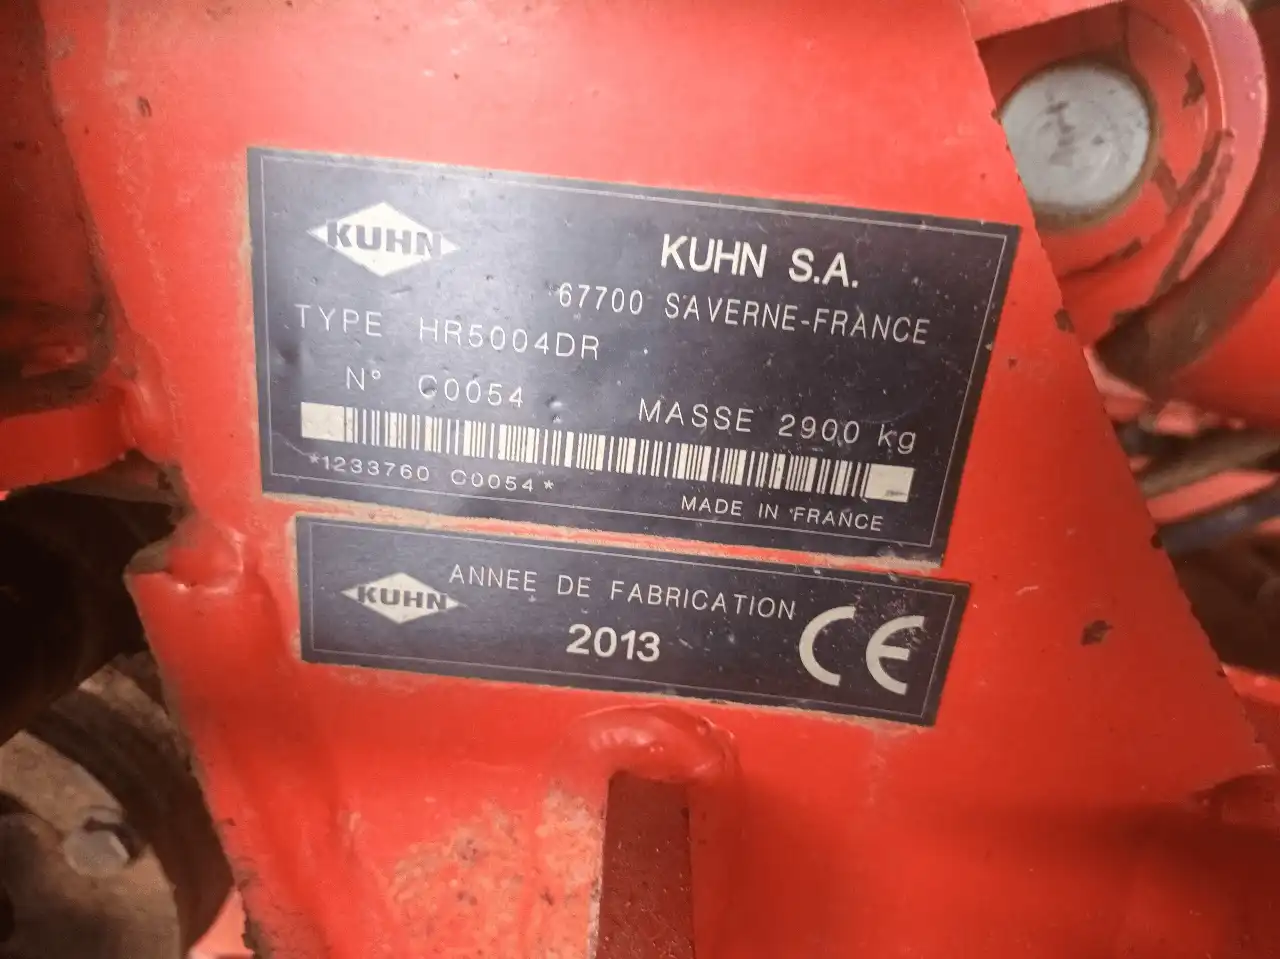 KUHN
KUHN S.A.
67700 SAVERNE-FRANCE
TYPE HR5004DR
N° C0054
MASSE 2900 kg
*1233760 C0054*
MADE IN FRANCE
KUHN
ANNEE DE FABRICATION
2013
CE